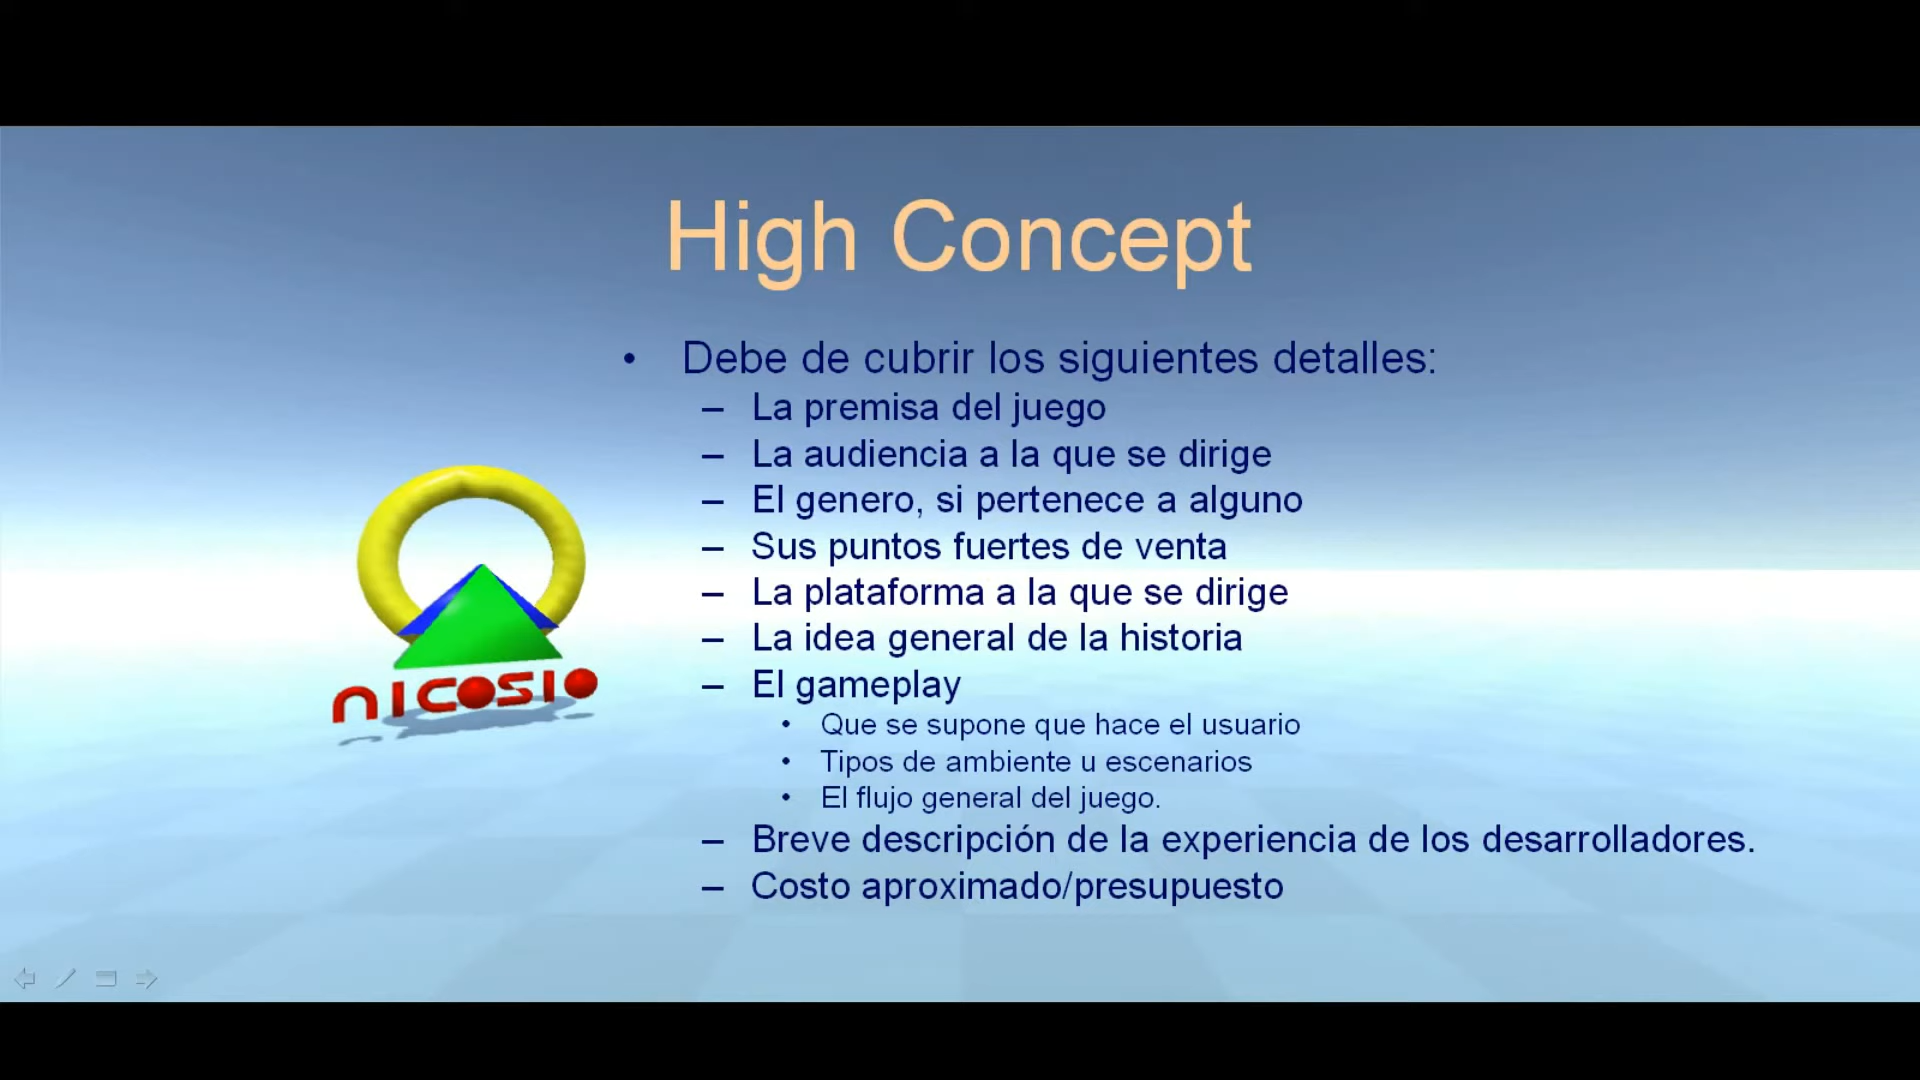 High Concept
• Debe de cubrir los siguientes detalles:
– La premisa del juego
– La audiencia a la que se dirige
– El genero, si pertenece a alguno
– Sus puntos fuertes de venta
– La plataforma a la que se dirige
– La idea general de la historia
– El gameplay
• Que se supone que hace el usuario
• Tipos de ambiente u escenarios
• El flujo general del juego.
– Breve descripción de la experiencia de los desarrolladores.
– Costo aproximado/presupuesto
nicosio